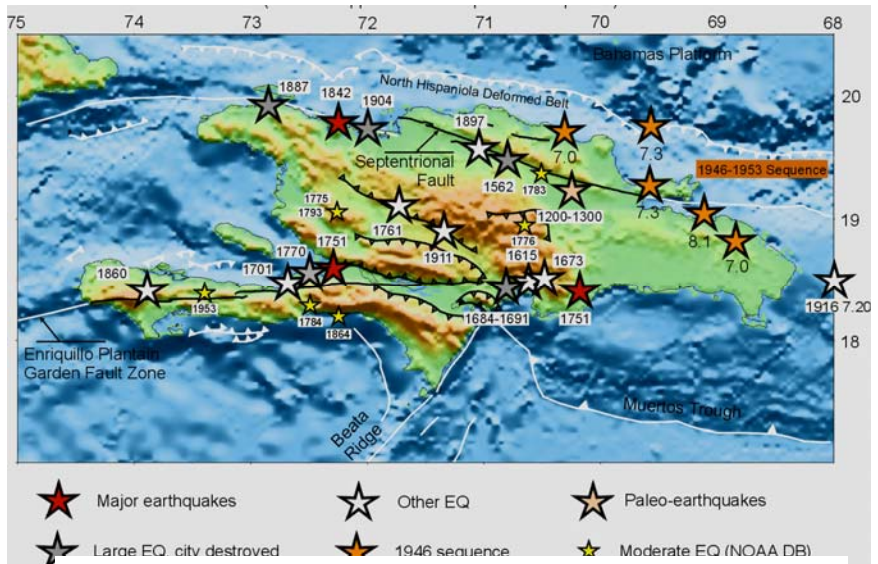 75 74 73 72 71 70 69 68
Bahamas Platform
North Hispaniola Deformed Belt
20
1887
1842
1904
1897
Septentrional
Fault
7.0
7.3
1946-1953 Sequence
1562
1783
1775
1793
1200-1300
7.3
19
1761
1776
8.1
1911
7.0
1770
1751
1615
1673
1860
1701
1953
1784
1864
1684-1691
1751
1916 7.20
18
Enriquillo Plantain
Garden Fault Zone
Beata
Ridge
Muertos Trough
Major earthquakes
Other EQ
Paleo-earthquakes
Large EQ, city destroyed
1946 sequence
Moderate EQ (NOAA DB)